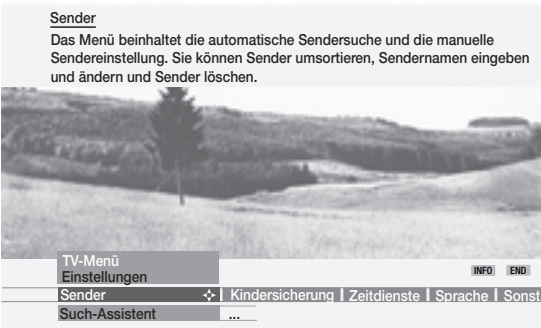 Sender
Das Menü beinhaltet die automatische Sendersuche und die manuelle
Sendereinstellung. Sie können Sender umsortieren, Sendernamen eingeben
und ändern und Sender löschen.
TV-Menü
Einstellungen
INFO END
Sender Kindersicherung Zeitdienste Sprache Sonst
Such-Assistent ...